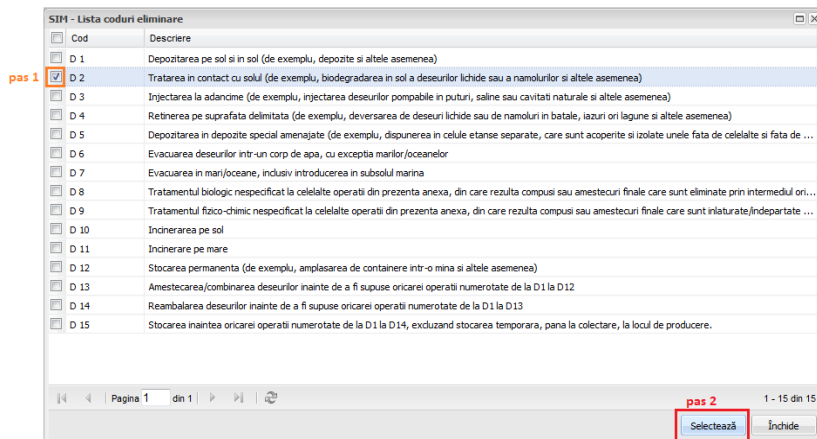 SIM - Lista coduri eliminare
Cod Descriere
D 1 Depozitarea pe sol si in sol (de exemplu, depozite si altele asemenea)
pas 1 D 2 Tratarea in contact cu solul (de exemplu, biodegradarea in sol a deseurilor lichide sau a namolurilor si altele asemenea)
D 3 Injectarea la adancime (de exemplu, injectarea deseurilor pompabile in puturi, saline sau cavitati naturale si altele asemenea)
D 4 Retinerea pe suprafata delimitata (de exemplu, deversarea de deseuri lichide sau de namoluri in batale, iazuri ori lagune si altele asemenea)
D 5 Depozitarea in depozite special amenajate (de exemplu, dispunerea in celule etanse separate, care sunt acoperite si izolate unele fata de celelalte si fata de ...
D 6 Evacuarea deseurilor intr-un corp de apa, cu exceptia marilor/oceanelor
D 7 Evacuarea in mari/oceane, inclusiv introducerea in subsolul marina
D 8 Tratamentul biologic nespecificat la celelalte operatii din prezenta anexa, din care rezulta compusi sau amestecuri finale care sunt eliminate prin intermediul ori...
D 9 Tratamentul fizico-chimic nespecificat la celelalte operatii din prezenta anexa, din care rezulta compusi sau amestecuri finale care sunt inlaturate/indepartate ...
D 10 Incinerarea pe sol
D 11 Incinerare pe mare
D 12 Stocarea permanenta (de exemplu, amplasarea de containere intr-o mina si altele asemenea)
D 13 Amestecarea/combinarea deseurilor inainte de a fi supuse oricarei operatii numerotate de la D1 la D12
D 14 Reambalarea deseurilor inainte de a fi supuse oricarei operatii numerotate de la D1 la D13
D 15 Stocarea inaintea oricarei operatii numerotate de la D1 la D14, excluzand stocarea temporara, pana la colectare, la locul de producere.
Pagina 1 din 1 1 - 15 din 15
pas 2
Selectează Închide